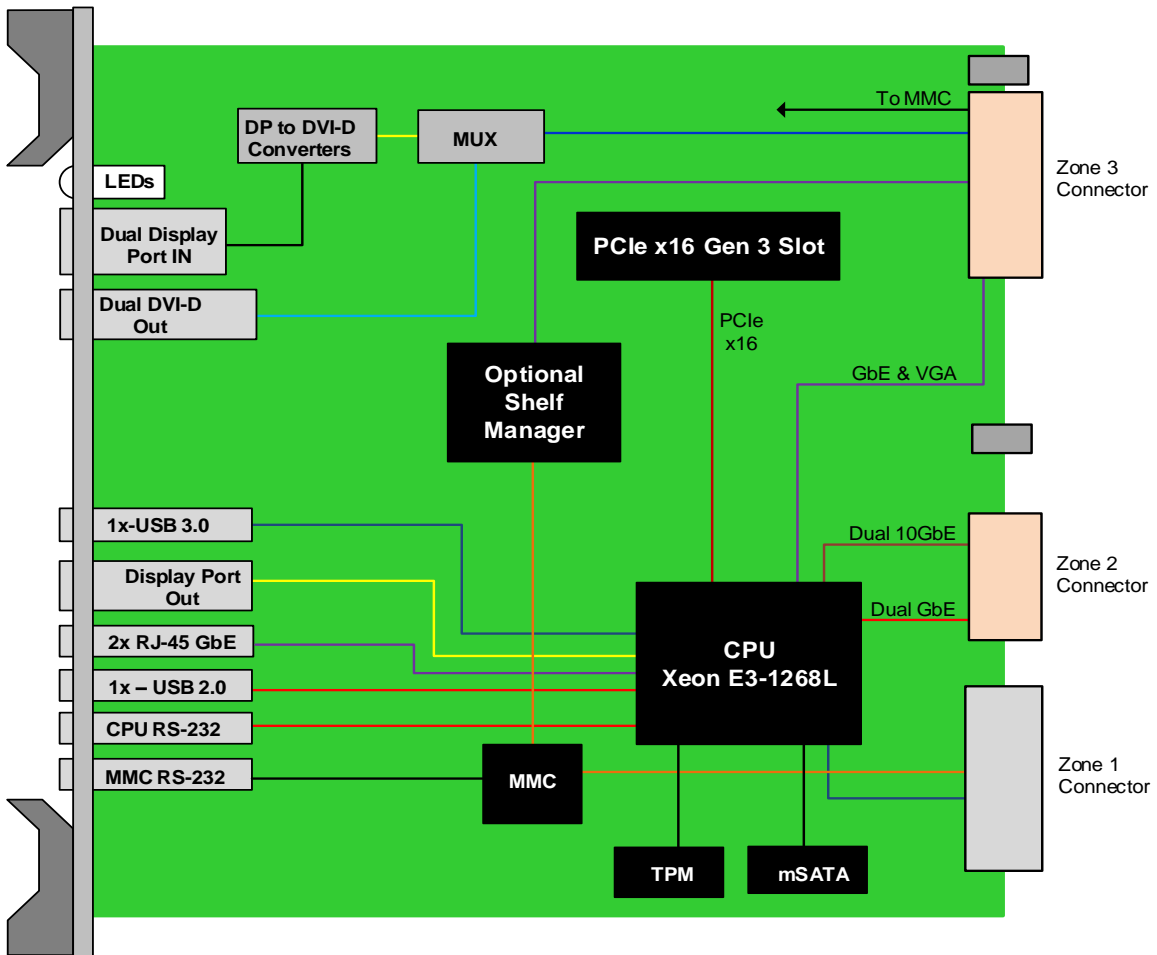 To MMC
DP to DVI-D
Converters
MUX
Zone 3
Connector
LEDs
Dual Display
Port IN
PCIe x16 Gen 3 Slot
Dual DVI-D
Out
PCIe
x16
Optional
Shelf
Manager
GbE & VGA
1x-USB 3.0
Dual 10GbE
Display Port
Out
Zone 2
Connector
Dual GbE
2x RJ-45 GbE
CPU
Xeon E3-1268L
1x – USB 2.0
CPU RS-232
MMC RS-232
MMC
Zone 1
Connector
TPM
mSATA